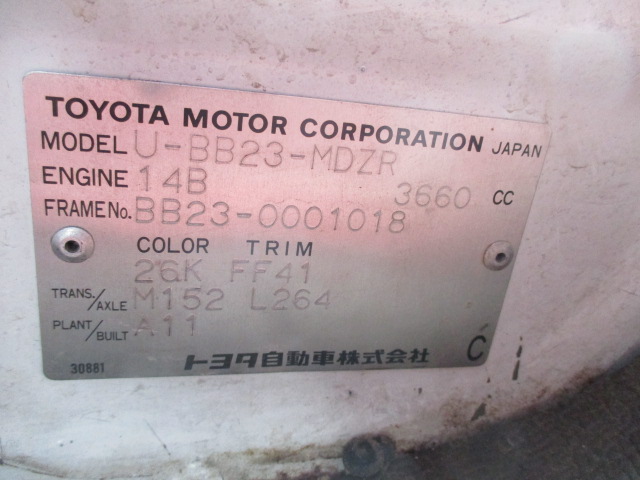 TOYOTA MOTOR CORPORATION JAPAN
MODEL U-BB23-MDZR
ENGINE 14B 3660 CC
FRAME No. BB23-0001018
COLOR TRIM
26K FF41
TRANS./AXLE M152 L264
PLANT/BUILT A11
30881 トヨタ自動車株式会社 C